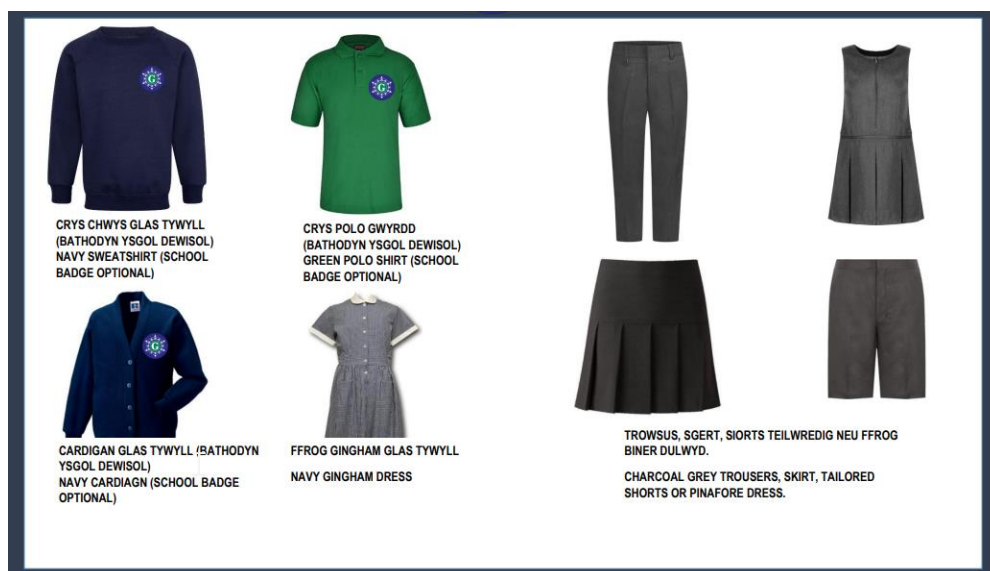 G
CRYS CHWYS GLAS TYWYLL
(BATHODYN YSGOL DEWISOL)
NAVY SWEATSHIRT (SCHOOL
BADGE OPTIONAL)
G
CRYS POLO GWYRDD
(BATHODYN YSGOL DEWISOL)
GREEN POLO SHIRT (SCHOOL
BADGE OPTIONAL)
G
CARDIGAN GLAS TYWYLL (BATHODYN
YSGOL DEWISOL)
NAVY CARDIAGN (SCHOOL BADGE
OPTIONAL)
FFROG GINGHAM GLAS TYWYLL
NAVY GINGHAM DRESS
TROWSUS, SGERT, SIORTS TEILWREDIG NEU FFROG
BINER DULWYD.
CHARCOAL GREY TROUSERS, SKIRT, TAILORED
SHORTS OR PINAFORE DRESS.